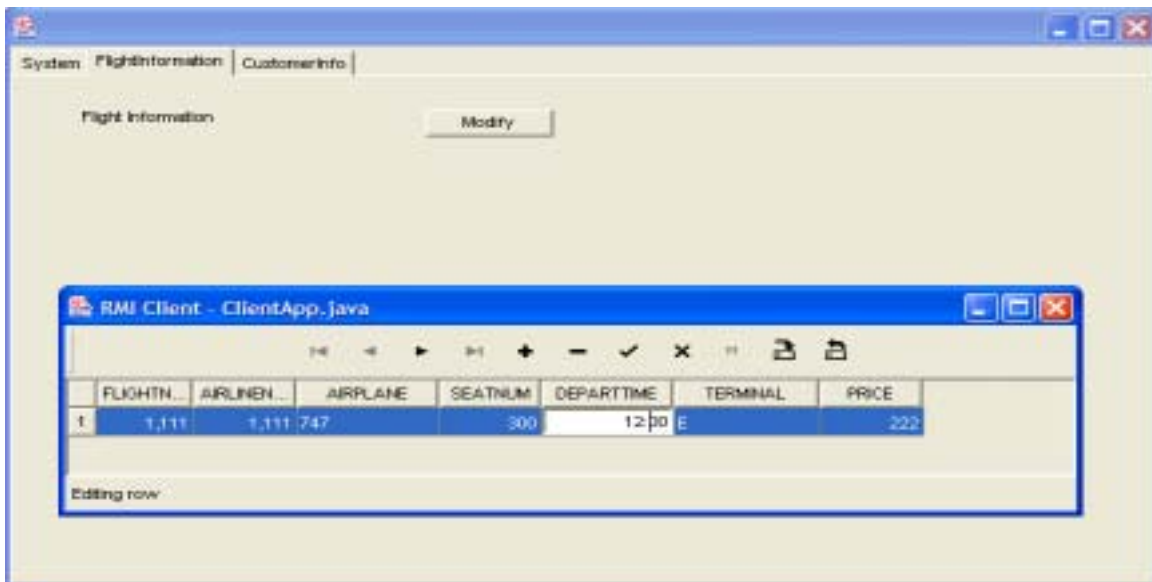 System FlightInformation CustomerInfo
Flight Information Modify
RMI Client - ClientApp.java
FLIGHTN... AIRLINEN... AIRPLANE SEATNUM DEPARTTIME TERMINAL PRICE
1 1,111 1,111 747 300 12:00 E 222
Editing row